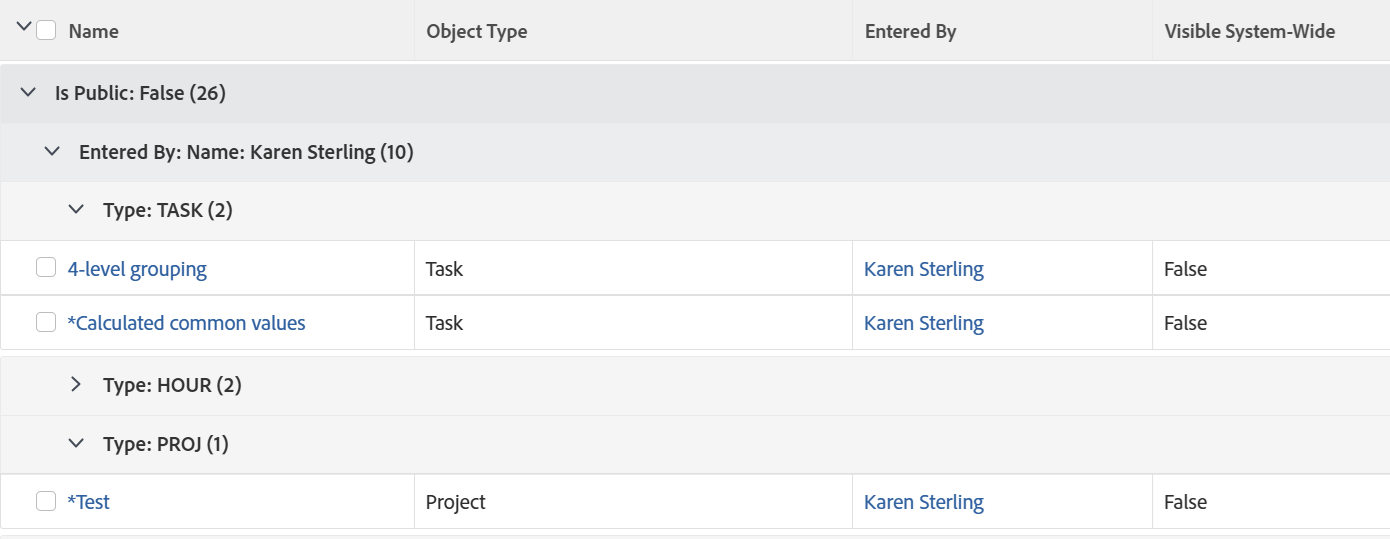 Name Object Type Entered By Visible System-Wide
Is Public: False (26)
Entered By: Name: Karen Sterling (10)
Type: TASK (2)
4-level grouping Task Karen Sterling False
*Calculated common values Task Karen Sterling False
Type: HOUR (2)
Type: PROJ (1)
*Test Project Karen Sterling False